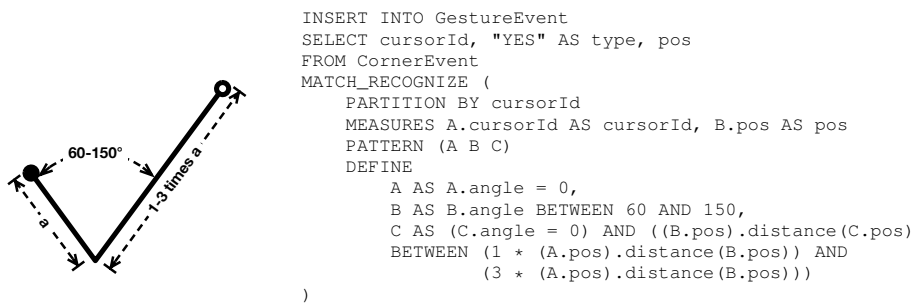 INSERT INTO GestureEvent
SELECT cursorId, "YES" AS type, pos
FROM CornerEvent
MATCH_RECOGNIZE (
    PARTITION BY cursorId
    MEASURES A.cursorId AS cursorId, B.pos AS pos
    PATTERN (A B C)
    DEFINE
        A AS A.angle = 0,
        B AS B.angle BETWEEN 60 AND 150,
        C AS (C.angle = 0) AND ((B.pos).distance(C.pos)
        BETWEEN (1 * (A.pos).distance(B.pos)) AND
                (3 * (A.pos).distance(B.pos)))
)
60-150°
a
1-3 times a